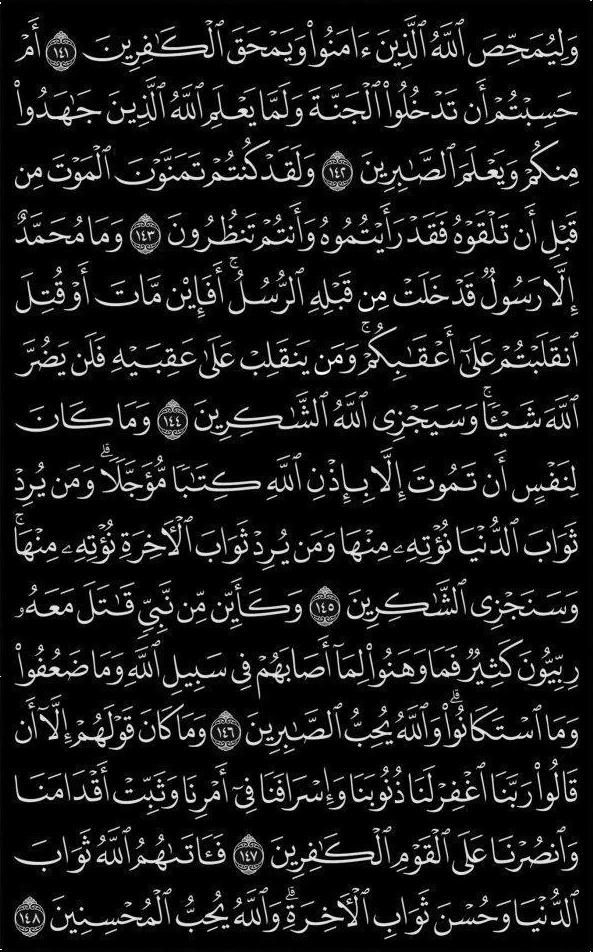 وَلِيُمَحِّصَ ٱللَّهُ ٱلَّذِينَ ءَامَنُوا۟ وَيَمْحَقَ ٱلْكَـٰفِرِينَ ١٤١ أَمْ
حَسِبْتُمْ أَن تَدْخُلُوا۟ ٱلْجَنَّةَ وَلَمَّا يَعْلَمِ ٱللَّهُ ٱلَّذِينَ جَـٰهَدُوا۟
مِنكُمْ وَيَعْلَمَ ٱلصَّـٰبِرِينَ ١٤٢ وَلَقَدْ كُنتُمْ تَمَنَّوْنَ ٱلْمَوْتَ مِن
قَبْلِ أَن تَلْقَوْهُ فَقَدْ رَأَيْتُمُوهُ وَأَنتُمْ تَنظُرُونَ ١٤٣ وَمَا مُحَمَّدٌ
إِلَّا رَسُولٌ قَدْ خَلَتْ مِن قَبْلِهِ ٱلرُّسُلُ ۚ أَفَإِي۟ن مَّاتَ أَوْ قُتِلَ
ٱنقَلَبْتُمْ عَلَىٰٓ أَعْقَـٰبِكُمْ ۚ وَمَن يَنقَلِبْ عَلَىٰ عَقِبَيْهِ فَلَن يَضُرَّ
ٱللَّهَ شَيْـًٔا ۗ وَسَيَجْزِى ٱللَّهُ ٱلشَّـٰكِرِينَ ١٤٤ وَمَا كَانَ
لِنَفْسٍ أَن تَمُوتَ إِلَّا بِإِذْنِ ٱللَّهِ كِتَـٰبًا مُّؤَجَّلًا ۗ وَمَن يُرِدْ
ثَوَابَ ٱلدُّنْيَا نُؤْتِهِۦ مِنْهَا وَمَن يُرِدْ ثَوَابَ ٱلْـَٔاخِرَةِ نُؤْتِهِۦ مِنْهَا ۚ
وَسَنَجْزِى ٱلشَّـٰكِرِينَ ١٤٥ وَكَأَيِّن مِّن نَّبِىٍّ قَـٰتَلَ مَعَهُۥ
رِبِّيُّونَ كَثِيرٌ فَمَا وَهَنُوا۟ لِمَآ أَصَابَهُمْ فِى سَبِيلِ ٱللَّهِ وَمَا ضَعُفُوا۟
وَمَا ٱسْتَكَانُوا۟ ۗ وَٱللَّهُ يُحِبُّ ٱلصَّـٰبِرِينَ ١٤٦ وَمَا كَانَ قَوْلَهُمْ إِلَّآ أَن
قَالُوا۟ رَبَّنَا ٱغْفِرْ لَنَا ذُنُوبَنَا وَإِسْرَافَنَا فِىٓ أَمْرِنَا وَثَبِّتْ أَقْدَامَنَا
وَٱنصُرْنَا عَلَى ٱلْقَوْمِ ٱلْكَـٰفِرِينَ ١٤٧ فَـَٔاتَىٰهُمُ ٱللَّهُ ثَوَابَ
ٱلدُّنْيَا وَحُسْنَ ثَوَابِ ٱلْـَٔاخِرَةِ ۗ وَٱللَّهُ يُحِبُّ ٱلْمُحْسِنِينَ ١٤٨